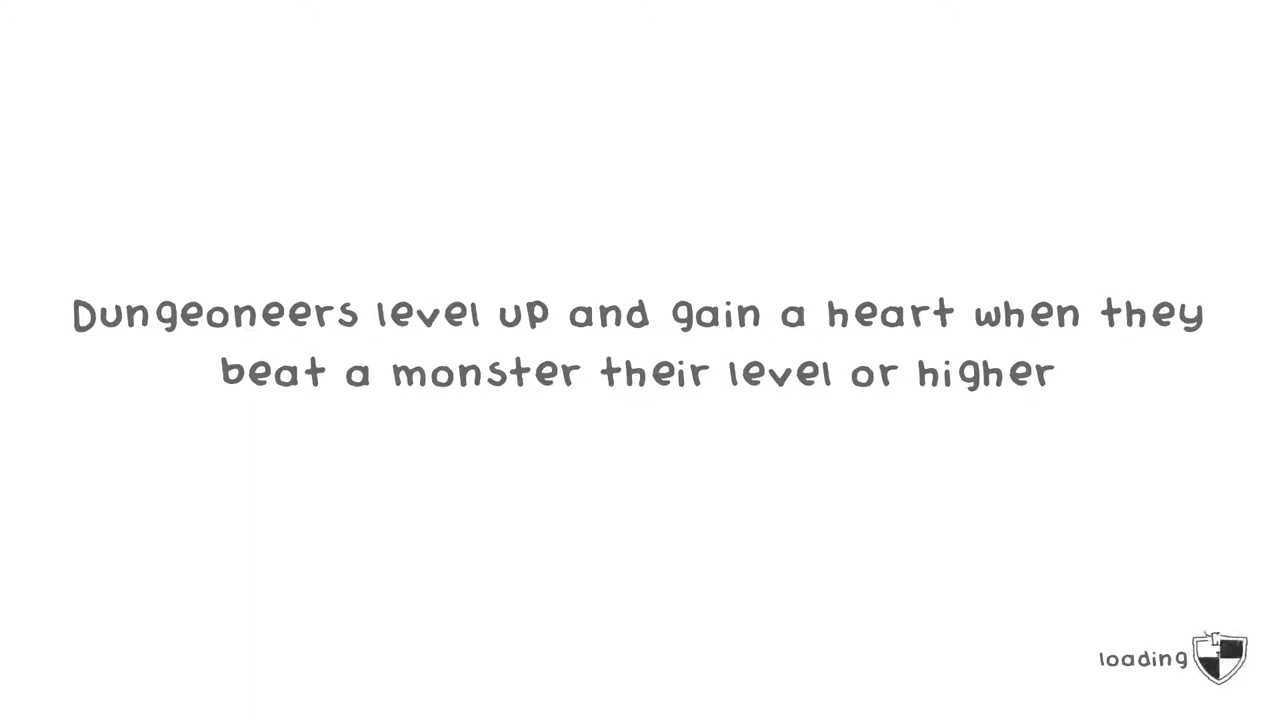 Dungeoneers level up and gain a heart when they
beat a monster their level or higher
loading